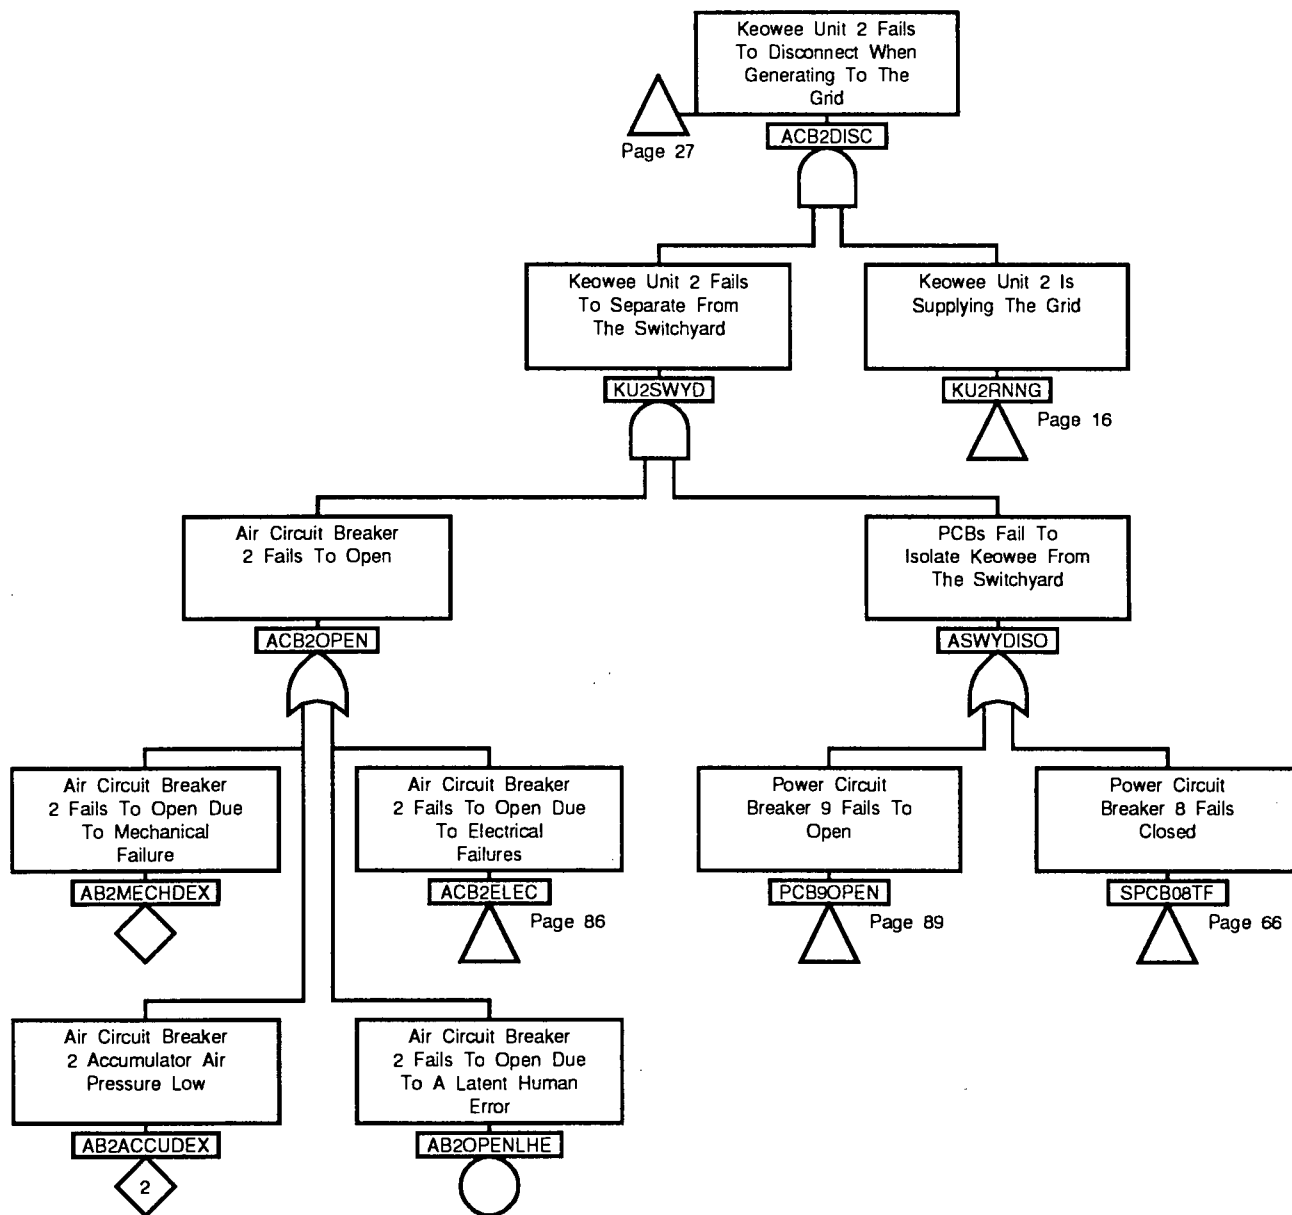 Keowee Unit 2 Fails
To Disconnect When
Generating To The
Grid
ACB2DISC
Page 27
Keowee Unit 2 Fails
To Separate From
The Switchyard
KU2SWYD
Keowee Unit 2 Is
Supplying The Grid
KU2RNNG
Page 16
Air Circuit Breaker
2 Fails To Open
ACB2OPEN
PCBs Fail To
Isolate Keowee From
The Switchyard
ASWYDISO
Air Circuit Breaker
2 Fails To Open Due
To Mechanical
Failure
AB2MECHDEX
Air Circuit Breaker
2 Fails To Open Due
To Electrical
Failures
ACB2ELEC
Page 86
Power Circuit
Breaker 9 Fails To
Open
PCB9OPEN
Page 89
Power Circuit
Breaker 8 Fails
Closed
SPCB08TF
Page 66
Air Circuit Breaker
2 Accumulator Air
Pressure Low
AB2ACCUDEX
2
Air Circuit Breaker
2 Fails To Open Due
To A Latent Human
Error
AB2OPENLHE